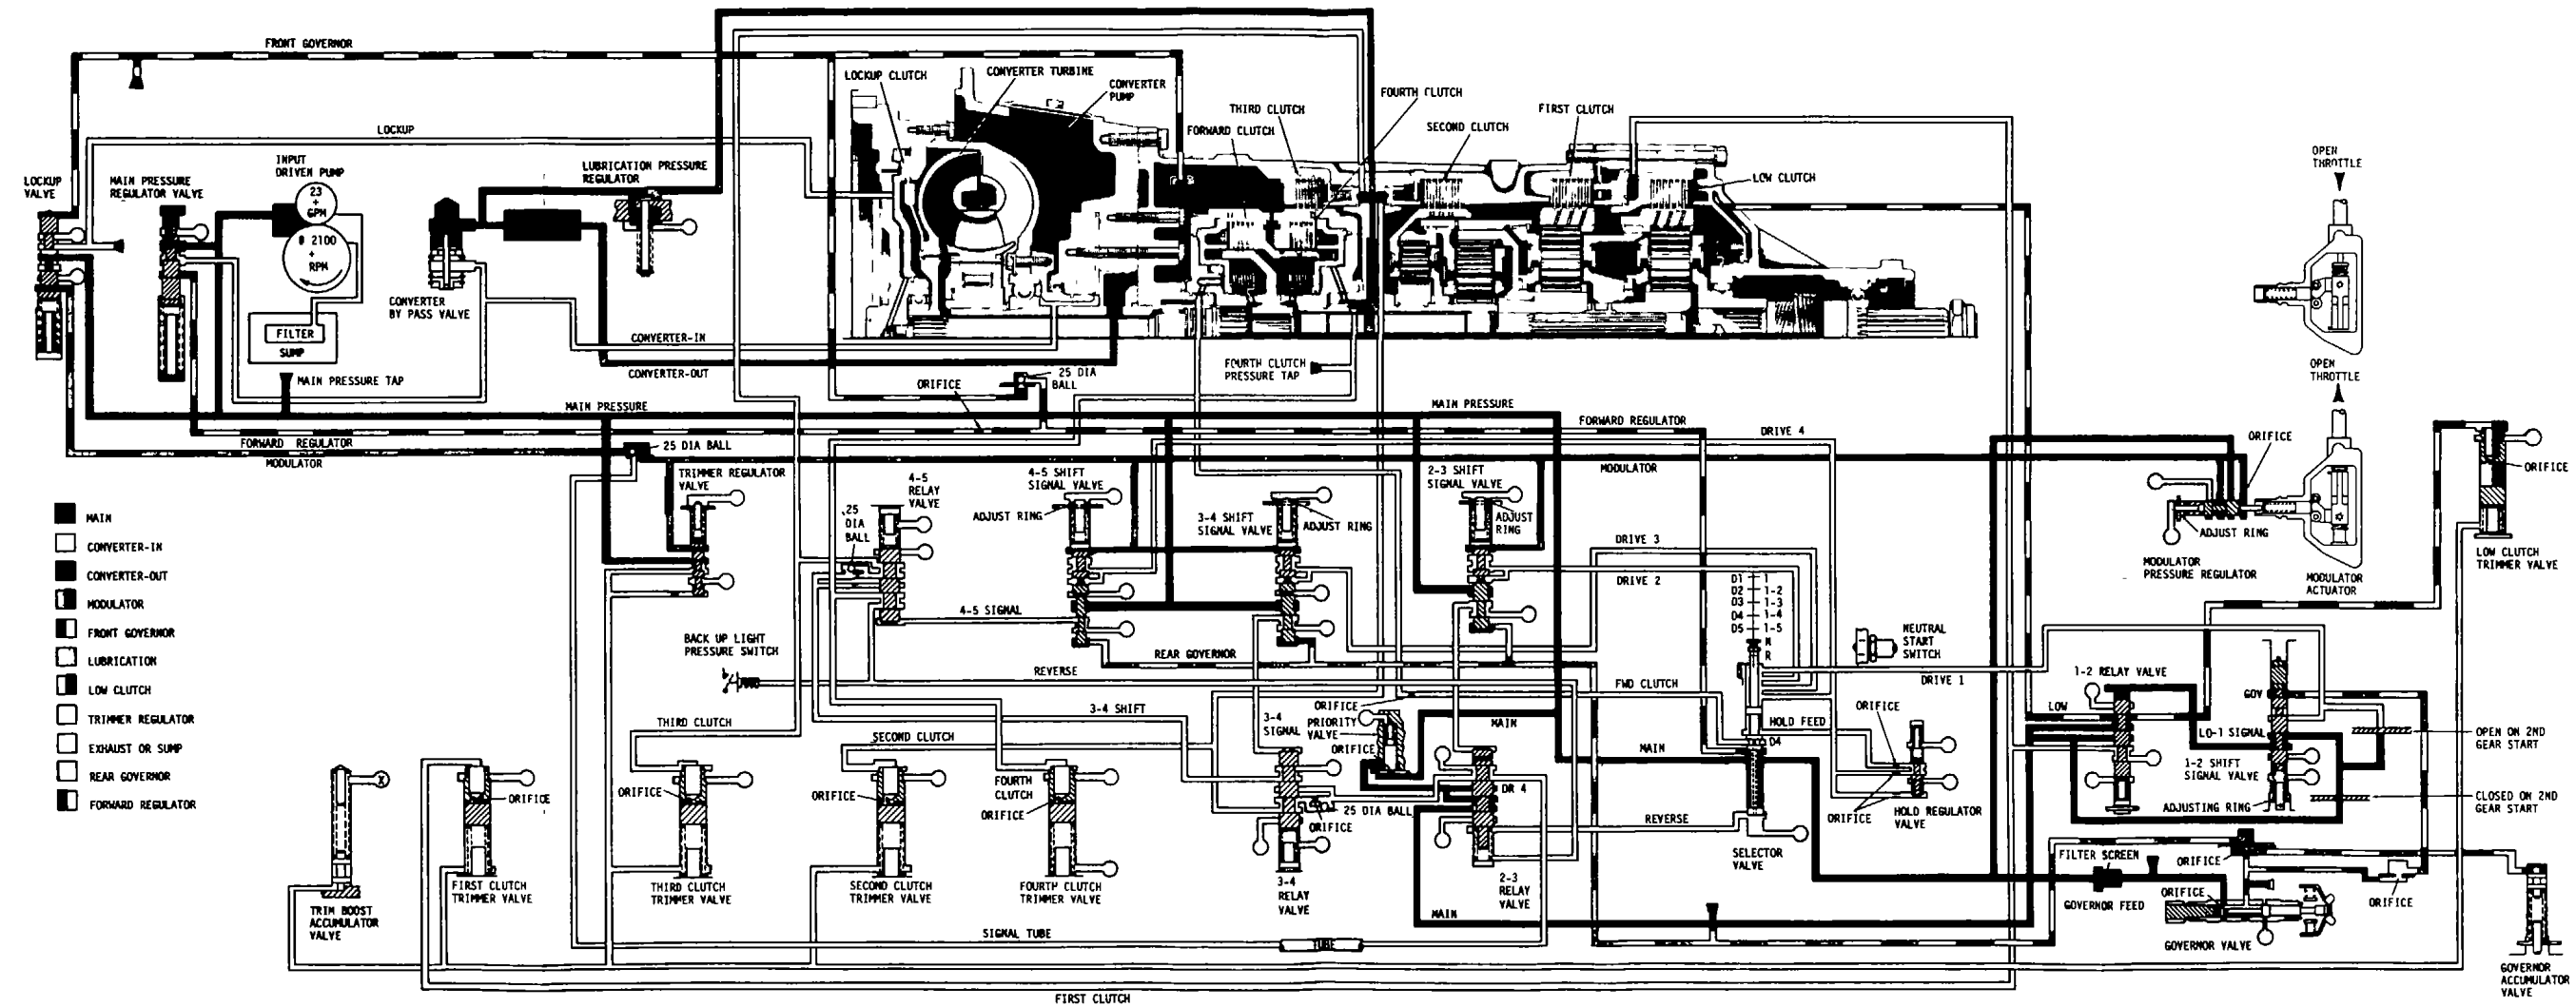 FRONT GOVERNOR
LOCKUP CLUTCH
CONVERTER TURBINE
CONVERTER
PUMP
THIRD CLUTCH
FORWARD CLUTCH
FOURTH CLUTCH
SECOND CLUTCH
FIRST CLUTCH
LOW CLUTCH
OPEN
THROTTLE
LOCKUP
LOCKUP
VALVE
MAIN PRESSURE
REGULATOR VALVE
INPUT
DRIVEN PUMP
23
+
GPM
@ 2100
+
RPM
FILTER
SUMP
LUBRICATION PRESSURE
REGULATOR
CONVERTER
BY PASS VALVE
CONVERTER-IN
CONVERTER-OUT
MAIN PRESSURE TAP
FOURTH CLUTCH
PRESSURE TAP
ORIFICE
25 DIA
BALL
OPEN
THROTTLE
MAIN PRESSURE
MAIN PRESSURE
FORWARD REGULATOR
FORWARD REGULATOR
DRIVE 4
MODULATOR
MODULATOR
25 DIA BALL
TRIMMER REGULATOR
VALVE
4-5
RELAY
VALVE
.25
DIA
BALL
4-5 SHIFT
SIGNAL VALVE
ADJUST RING
3-4 SHIFT
SIGNAL VALVE
ADJUST RING
2-3 SHIFT
SIGNAL VALVE
ADJUST
RING
DRIVE 3
DRIVE 2
ORIFICE
ADJUST RING
MODULATOR
PRESSURE REGULATOR
MODULATOR
ACTUATOR
ORIFICE
LOW CLUTCH
TRIMMER VALVE
MAIN
CONVERTER-IN
CONVERTER-OUT
MODULATOR
FRONT GOVERNOR
LUBRICATION
LOW CLUTCH
TRIMMER REGULATOR
EXHAUST OR SUMP
REAR GOVERNOR
FORWARD REGULATOR
D1 1
D2 1-2
D3 1-3
D4 1-4
D5 1-5
N
R
NEUTRAL
START
SWITCH
4-5 SIGNAL
BACK UP LIGHT
PRESSURE SWITCH
REAR GOVERNOR
REVERSE
FWD CLUTCH
DRIVE 1
1-2 RELAY VALVE
GOV
LOW
LO-1 SIGNAL
1-2 SHIFT
SIGNAL VALVE
ADJUSTING RING
OPEN ON 2ND
GEAR START
CLOSED ON 2ND
GEAR START
3-4 SHIFT
THIRD CLUTCH
SECOND CLUTCH
3-4
SIGNAL
ORIFICE
PRIORITY
VALVE
ORIFICE
MAIN
MAIN
HOLD FEED
ORIFICE
D4
DR 4
25 DIA BALL
ORIFICE
REVERSE
ORIFICE
HOLD REGULATOR
VALVE
SELECTOR
VALVE
ORIFICE
ORIFICE
ORIFICE
FOURTH
CLUTCH
ORIFICE
TRIM BOOST
ACCUMULATOR
VALVE
FIRST CLUTCH
TRIMMER VALVE
THIRD CLUTCH
TRIMMER VALVE
SECOND CLUTCH
TRIMMER VALVE
FOURTH CLUTCH
TRIMMER VALVE
3-4
RELAY
VALVE
2-3
RELAY
VALVE
MAIN
SIGNAL TUBE
TUBE
FILTER SCREEN
ORIFICE
ORIFICE
GOVERNOR FEED
GOVERNOR VALVE
ORIFICE
GOVERNOR
ACCUMULATOR
VALVE
FIRST CLUTCH